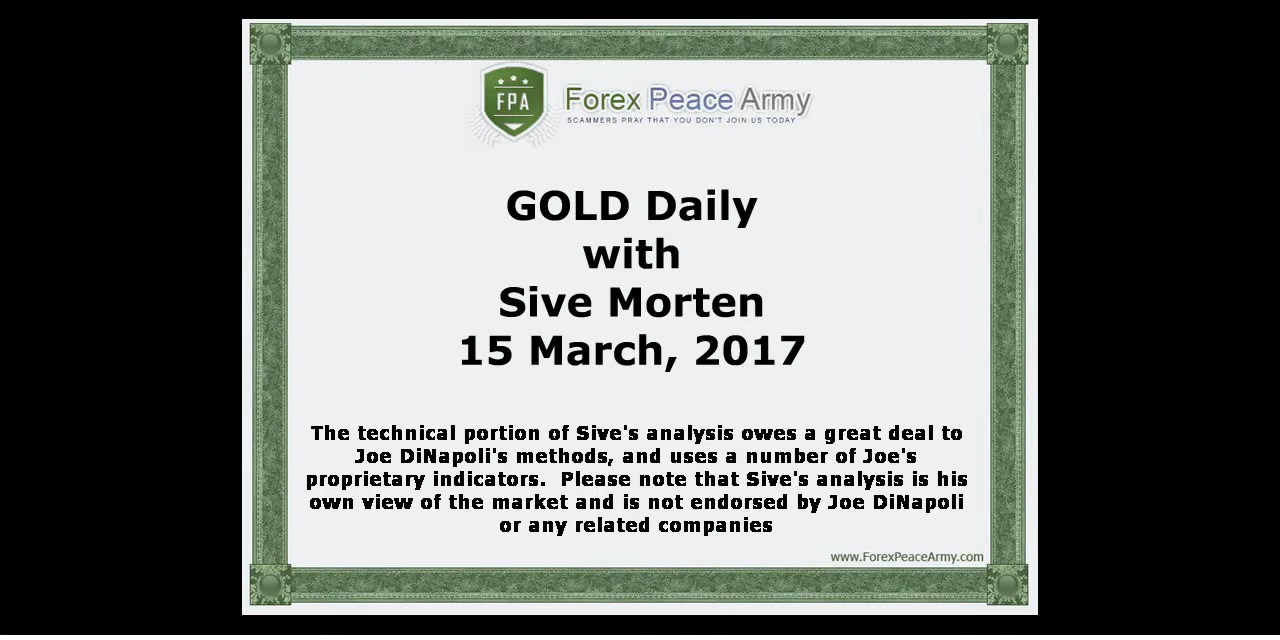 FPA
Forex Peace Army
SCAMMERS PRAY THAT YOU DON'T JOIN US TODAY
GOLD Daily
with
Sive Morten
15 March, 2017
The technical portion of Sive's analysis owes a great deal to
Joe DiNapoli's methods, and uses a number of Joe's
proprietary indicators.  Please note that Sive's analysis is his
own view of the market and is not endorsed by Joe DiNapoli
or any related companies
www.ForexPeaceArmy.com